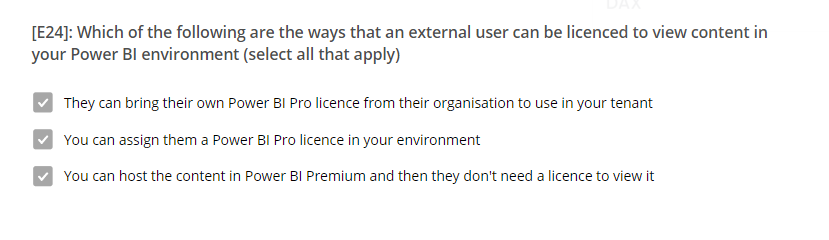 DAX
[E24]: Which of the following are the ways that an external user can be licenced to view content in
your Power BI environment (select all that apply)
They can bring their own Power BI Pro licence from their organisation to use in your tenant
You can assign them a Power BI Pro licence in your environment
You can host the content in Power BI Premium and then they don't need a licence to view it